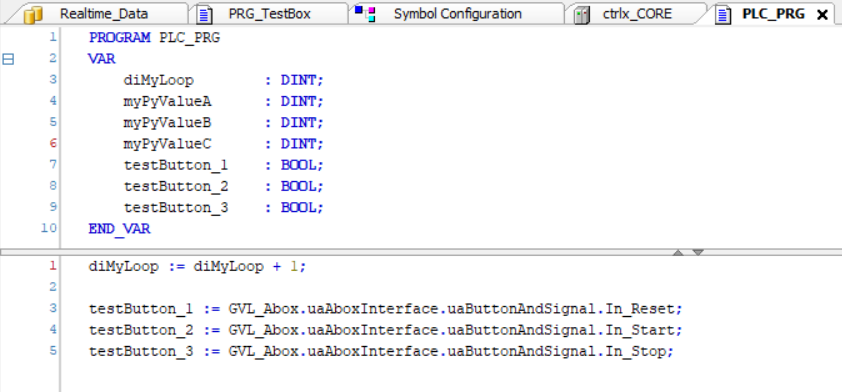 Realtime_Data PRG_TestBox Symbol Configuration ctrlx_CORE PLC_PRG
1 PROGRAM PLC_PRG
2 VAR
3 diMyLoop : DINT;
4 myPyValueA : DINT;
5 myPyValueB : DINT;
6 myPyValueC : DINT;
7 testButton_1 : BOOL;
8 testButton_2 : BOOL;
9 testButton_3 : BOOL;
10 END_VAR
1 diMyLoop := diMyLoop + 1;
2
3 testButton_1 := GVL_Abox.uaAboxInterface.uaButtonAndSignal.In_Reset;
4 testButton_2 := GVL_Abox.uaAboxInterface.uaButtonAndSignal.In_Start;
5 testButton_3 := GVL_Abox.uaAboxInterface.uaButtonAndSignal.In_Stop;